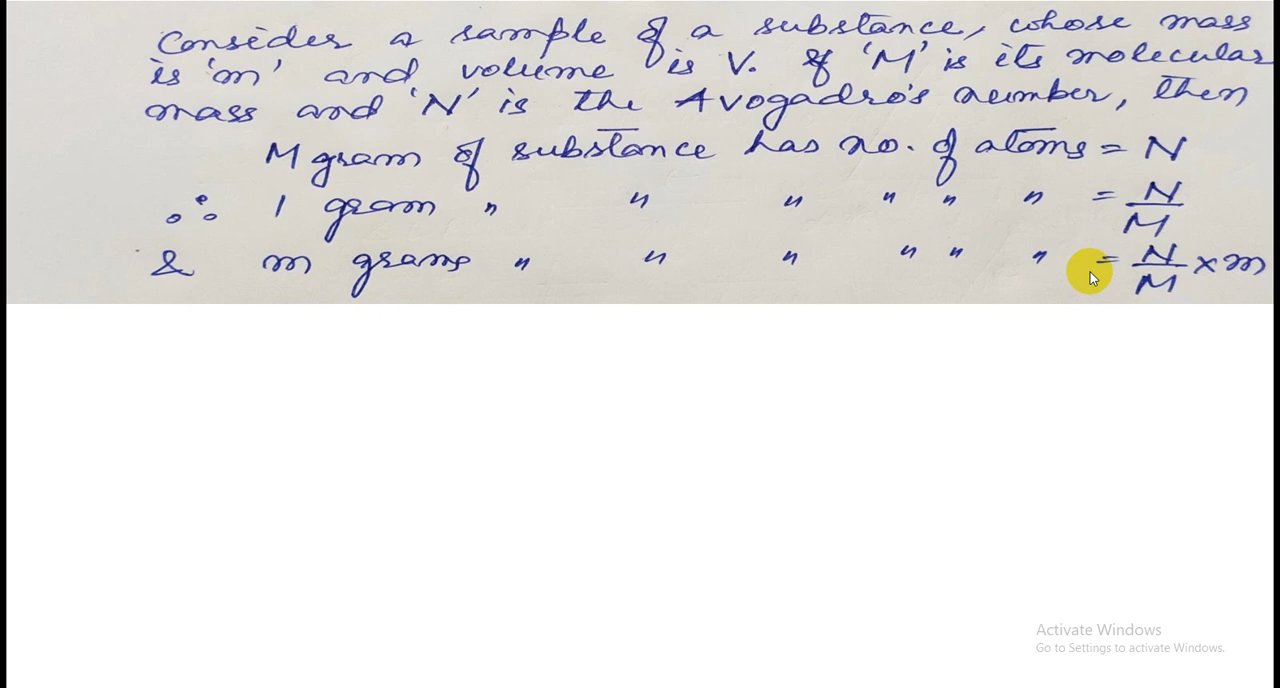 Consider a sample of a substance, whose mass
is 'm' and volume is V. If 'M' is its molecular
mass and 'N' is the Avogadro's number, then
M gram of substance has no. of atoms = N
∴ 1 gram " " " " " " = N/M
& m grams " " " " " " = N/M × m
Activate Windows
Go to Settings to activate Windows.